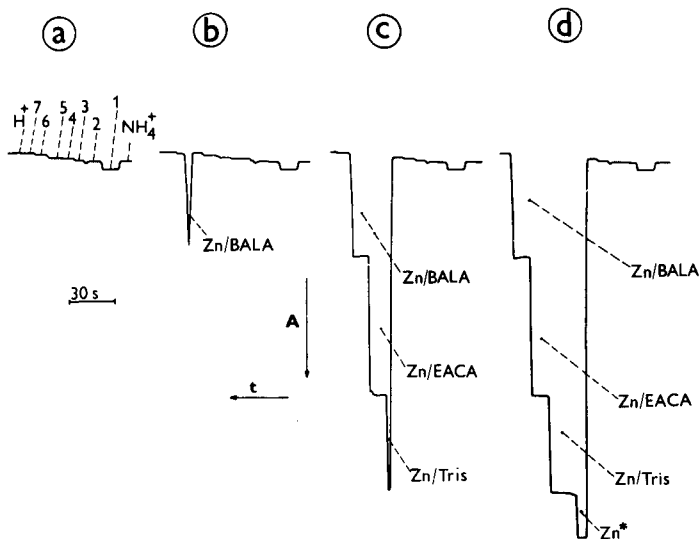 a
b
c
d
H+ 7 6 5 4 3 2 1 NH4+
Zn/BALA
Zn/BALA
Zn/EACA
Zn/Tris
Zn/BALA
Zn/EACA
Zn/Tris
Zn*
30 s
A
t